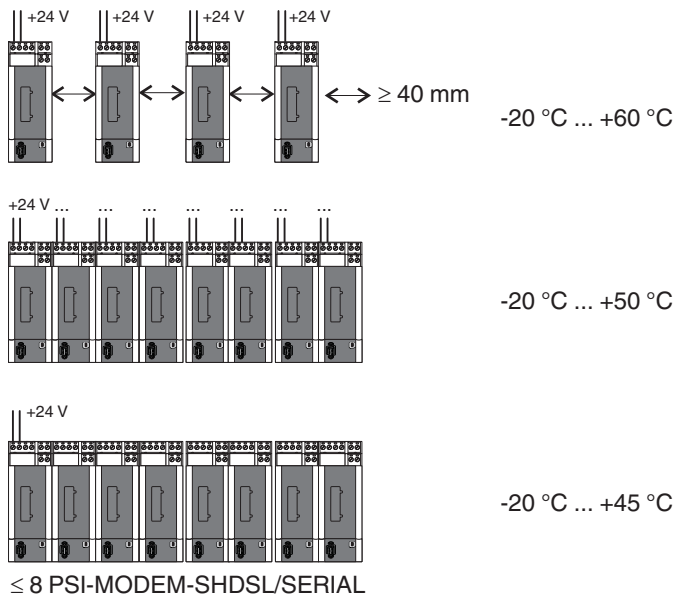 +24 V +24 V +24 V +24 V
≥ 40 mm
-20 °C ... +60 °C
+24 V ... ... ... ... ... ... ...
-20 °C ... +50 °C
+24 V
-20 °C ... +45 °C
≤ 8 PSI-MODEM-SHDSL/SERIAL